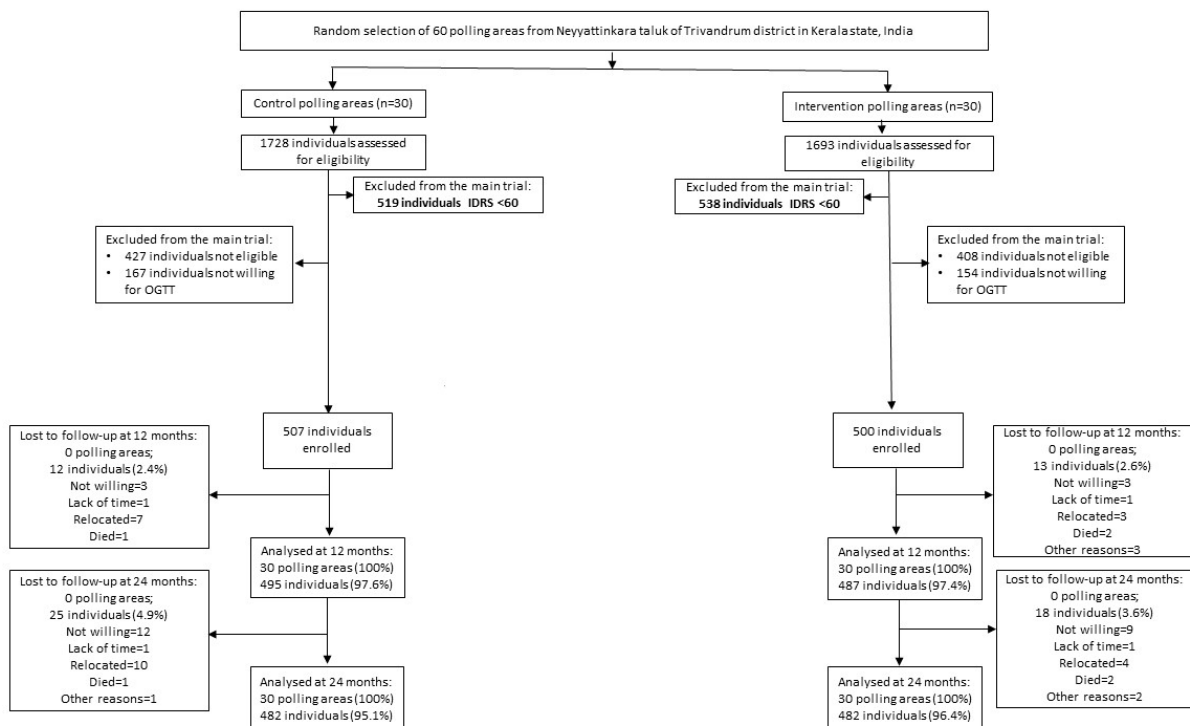 Random selection of 60 polling areas from Neyyattinkara taluk of Trivandrum district in Kerala state, India
Control polling areas (n=30)
Intervention polling areas (n=30)
1728 individuals assessed
for eligibility
1693 individuals assessed for
eligibility
Excluded from the main trial:
519 individuals IDRS <60
Excluded from the main trial:
538 individuals IDRS <60
Excluded from the main trial:
• 427 individuals not eligible
• 167 individuals not willing
for OGTT
Excluded from the main trial:
• 408 individuals not eligible
• 154 individuals not willing
for OGTT
507 individuals
enrolled
500 individuals
enrolled
Lost to follow-up at 12 months:
0 polling areas;
12 individuals (2.4%)
Not willing=3
Lack of time=1
Relocated=7
Died=1
Lost to follow-up at 12 months:
0 polling areas;
13 individuals (2.6%)
Not willing=3
Lack of time=1
Relocated=3
Died=2
Other reasons=3
Analysed at 12 months:
30 polling areas (100%)
495 individuals (97.6%)
Analysed at 12 months:
30 polling areas (100%)
487 individuals (97.4%)
Lost to follow-up at 24 months:
0 polling areas;
25 individuals (4.9%)
Not willing=12
Lack of time=1
Relocated=10
Died=1
Other reasons=1
Lost to follow-up at 24 months:
0 polling areas;
18 individuals (3.6%)
Not willing=9
Lack of time=1
Relocated=4
Died=2
Other reasons=2
Analysed at 24 months:
30 polling areas (100%)
482 individuals (95.1%)
Analysed at 24 months:
30 polling areas (100%)
482 individuals (96.4%)